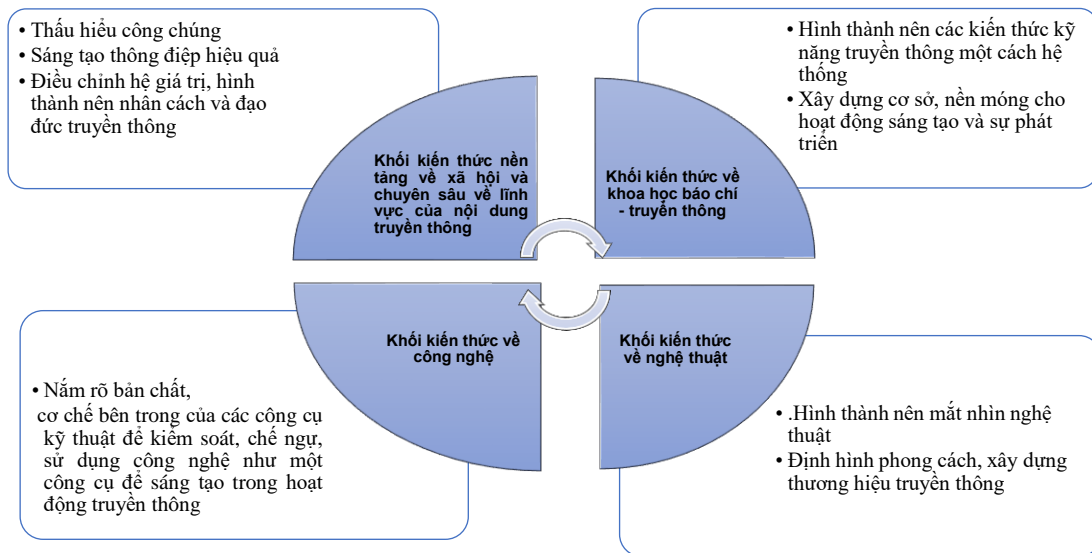 • Thấu hiểu công chúng
• Sáng tạo thông điệp hiệu quả
• Điều chỉnh hệ giá trị, hình
thành nên nhân cách và đạo
đức truyền thông
• Hình thành nên các kiến thức kỹ
năng truyền thông một cách hệ
thống
• Xây dựng cơ sở, nền móng cho
hoạt động sáng tạo và sự phát
triển
Khối kiến thức nền
tảng về xã hội và
chuyên sâu về lĩnh
vực của nội dung
truyền thông
Khối kiến thức về
khoa học báo chí
- truyền thông
Khối kiến thức về
công nghệ
Khối kiến thức
về nghệ thuật
• Nắm rõ bản chất,
cơ chế bên trong của các công cụ
kỹ thuật để kiểm soát, chế ngự,
sử dụng công nghệ như một
công cụ để sáng tạo trong hoạt
động truyền thông
• .Hình thành nên mắt nhìn nghệ
thuật
• Định hình phong cách, xây dựng
thương hiệu truyền thông